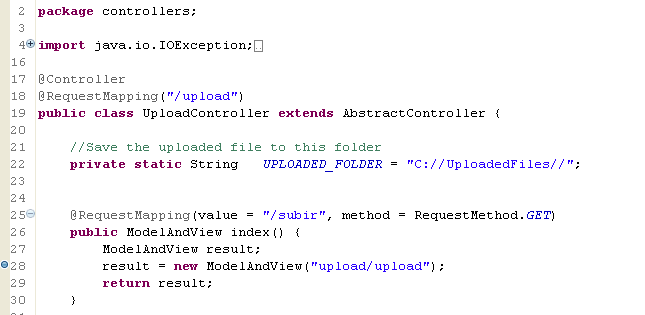 2 package controllers;
3
4 import java.io.IOException;
16
17 @Controller
18 @RequestMapping("/upload")
19 public class UploadController extends AbstractController {
20
21     //Save the uploaded file to this folder
22     private static String   UPLOADED_FOLDER = "C://UploadedFiles//";
23
24
25     @RequestMapping(value = "/subir", method = RequestMethod.GET)
26     public ModelAndView index() {
27         ModelAndView result;
28         result = new ModelAndView("upload/upload");
29         return result;
30     }